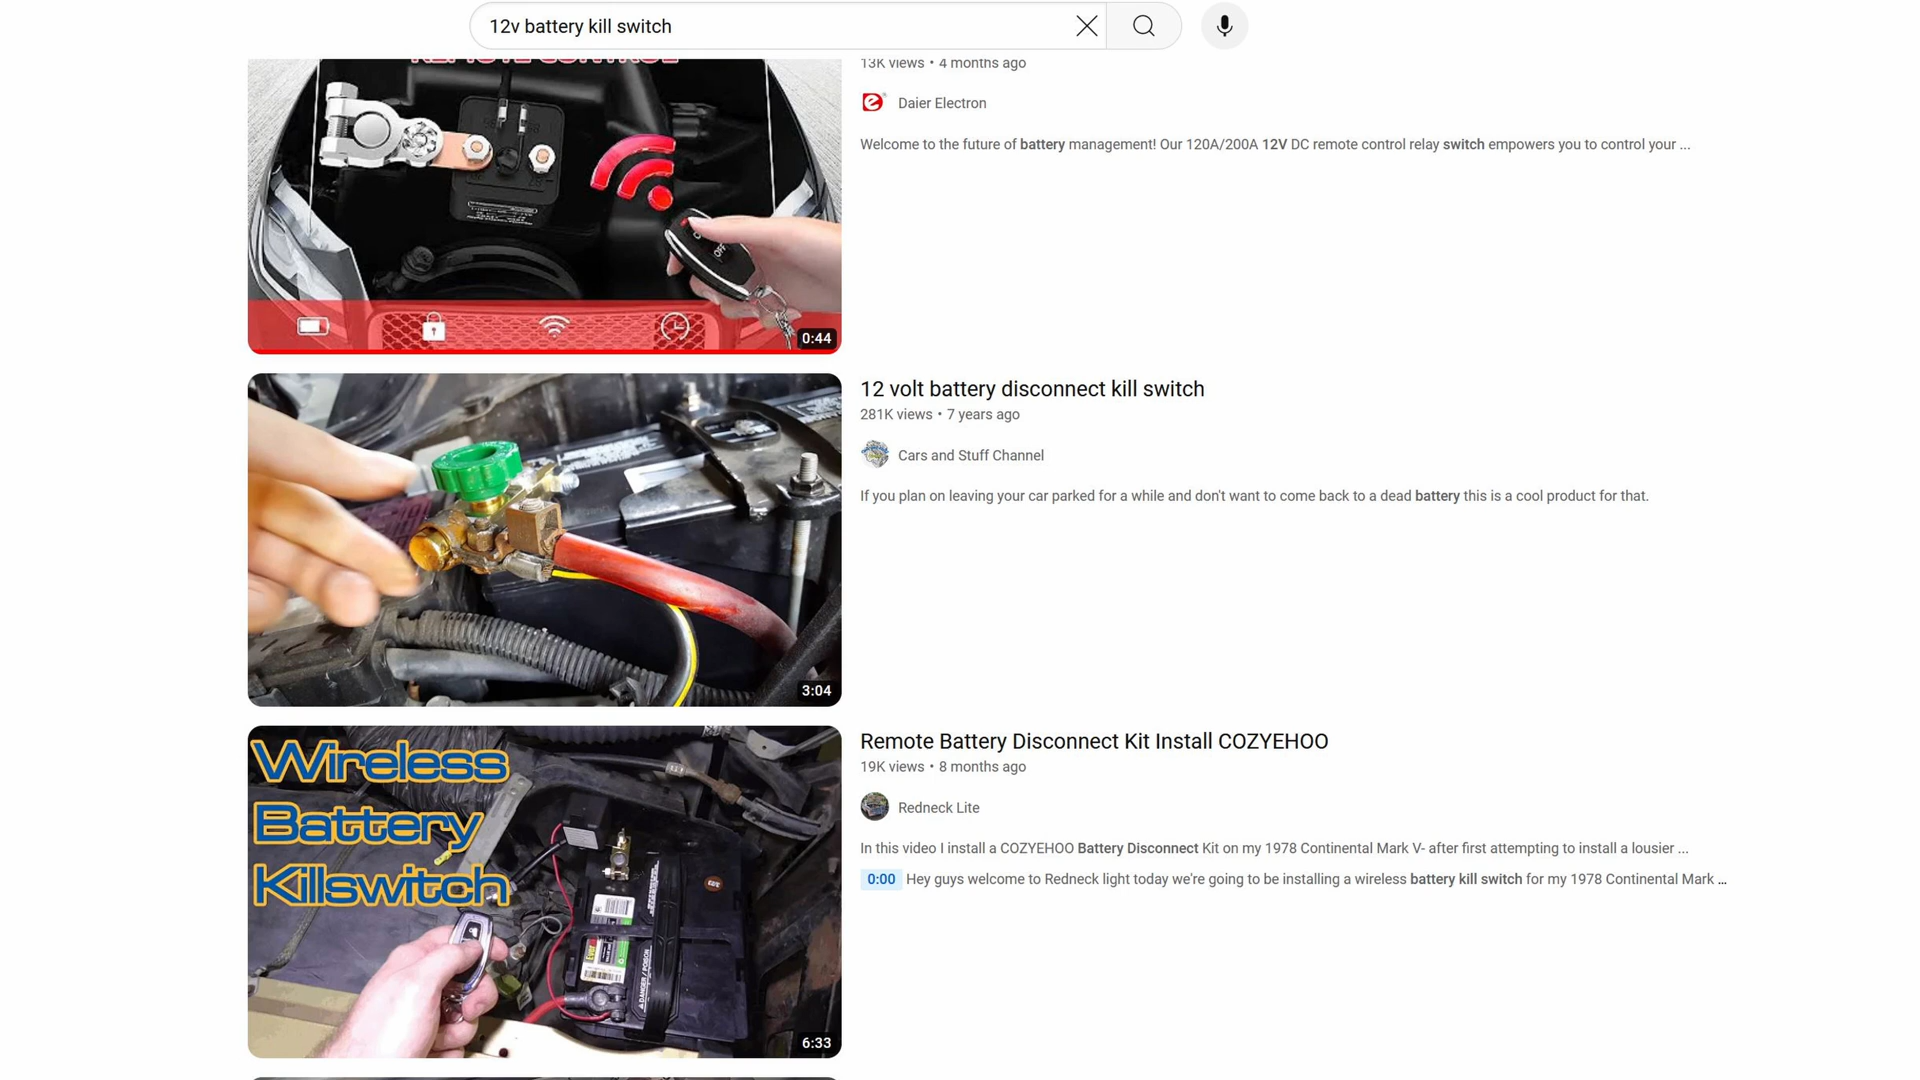 12v battery kill switch
13K views • 4 months ago
Daier Electron
Welcome to the future of battery management! Our 120A/200A 12V DC remote control relay switch empowers you to control your ...
OFF
0:44
12 volt battery disconnect kill switch
281K views • 7 years ago
Cars and Stuff Channel
If you plan on leaving your car parked for a while and don't want to come back to a dead battery this is a cool product for that.
3:04
Wireless
Battery
Killswitch
DANGER / POISON
6:33
Remote Battery Disconnect Kit Install COZYEHOO
19K views • 8 months ago
Redneck Lite
In this video I install a COZYEHOO Battery Disconnect Kit on my 1978 Continental Mark V- after first attempting to install a lousier ...
0:00 Hey guys welcome to Redneck light today we're going to be installing a wireless battery kill switch for my 1978 Continental Mark ...